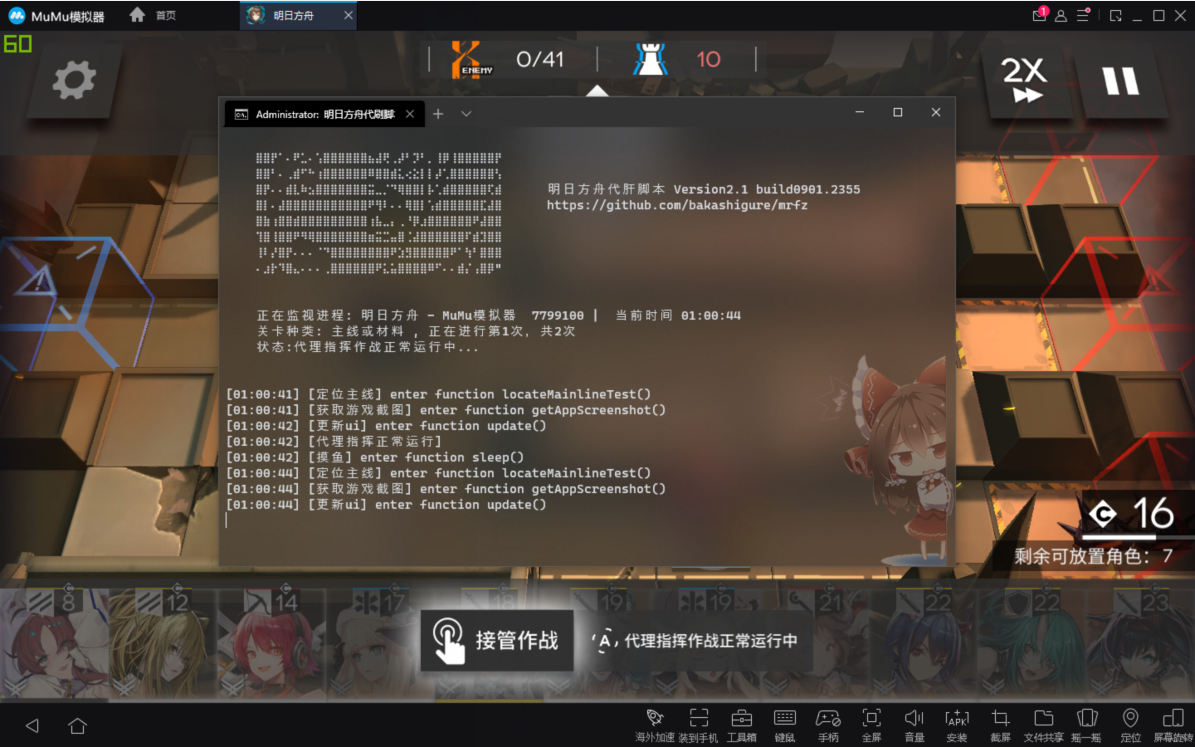 MuMu模拟器
首页
明日方舟
1
60
ENEMY
0/41
10
2X
Administrator: 明日方舟代刷脚本
明日方舟代肝脚本 Version2.1 build0901.2355
https://github.com/bakashigure/mrfz
正在监视进程: 明日方舟 - MuMu模拟器 7799100 | 当前时间 01:00:44
关卡种类: 主线或材料 , 正在进行第1次, 共2次
状态:代理指挥作战正常运行中...
[01:00:41] [定位主线] enter function locateMainlineTest()
[01:00:41] [获取游戏截图] enter function getAppScreenshot()
[01:00:42] [更新ui] enter function update()
[01:00:42] [代理指挥正常运行]
[01:00:42] [摸鱼] enter function sleep()
[01:00:44] [定位主线] enter function locateMainlineTest()
[01:00:44] [获取游戏截图] enter function getAppScreenshot()
[01:00:44] [更新ui] enter function update()
C 16
剩余可放置角色: 7
8 12 14 17 18 19 19 21 22 22 23
接管作战
A
代理指挥作战正常运行中
APK
海外加速 装到手机 工具箱 键鼠 手柄 全屏 音量 安装 截屏 文件共享 摇一摇 定位 屏幕旋转